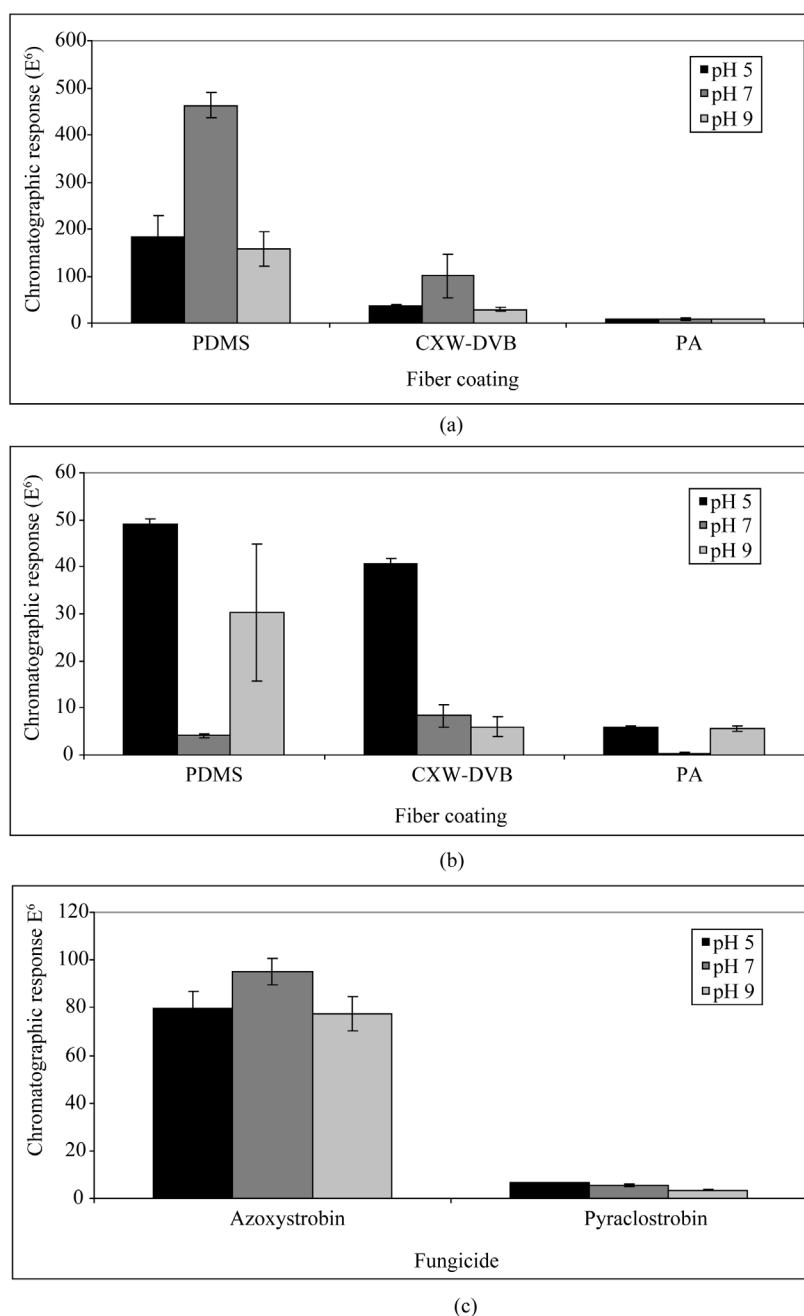 600
500
400
300
200
100
0
Chromatographic response (E⁶)
pH 5
pH 7
pH 9
PDMS CXW-DVB PA
Fiber coating
(a)
60
50
40
30
20
10
0
Chromatographic response (E⁶)
pH 5
pH 7
pH 9
PDMS CXW-DVB PA
Fiber coating
(b)
120
100
80
60
40
20
0
Chromatographic response E⁶
pH 5
pH 7
pH 9
Azoxystrobin Pyraclostrobin
Fungicide
(c)